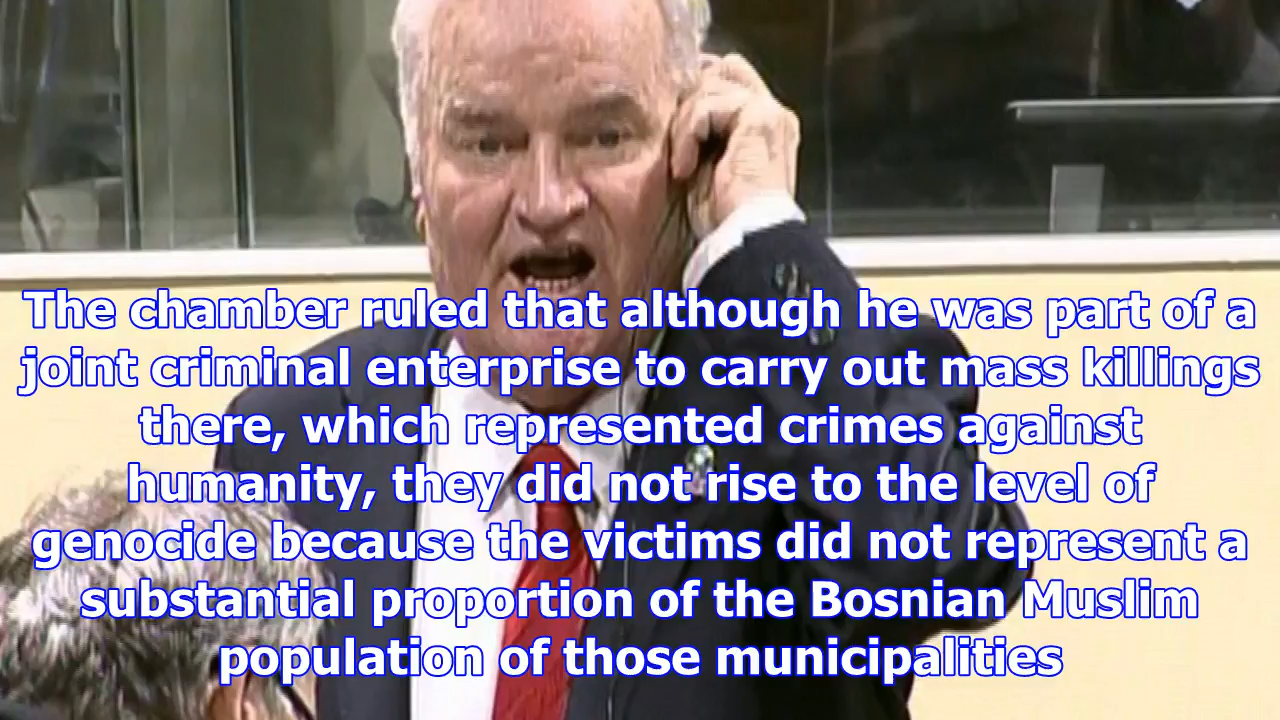 The chamber ruled that although he was part of a
joint criminal enterprise to carry out mass killings
there, which represented crimes against
humanity, they did not rise to the level of
genocide because the victims did not represent a
substantial proportion of the Bosnian Muslim
population of those municipalities